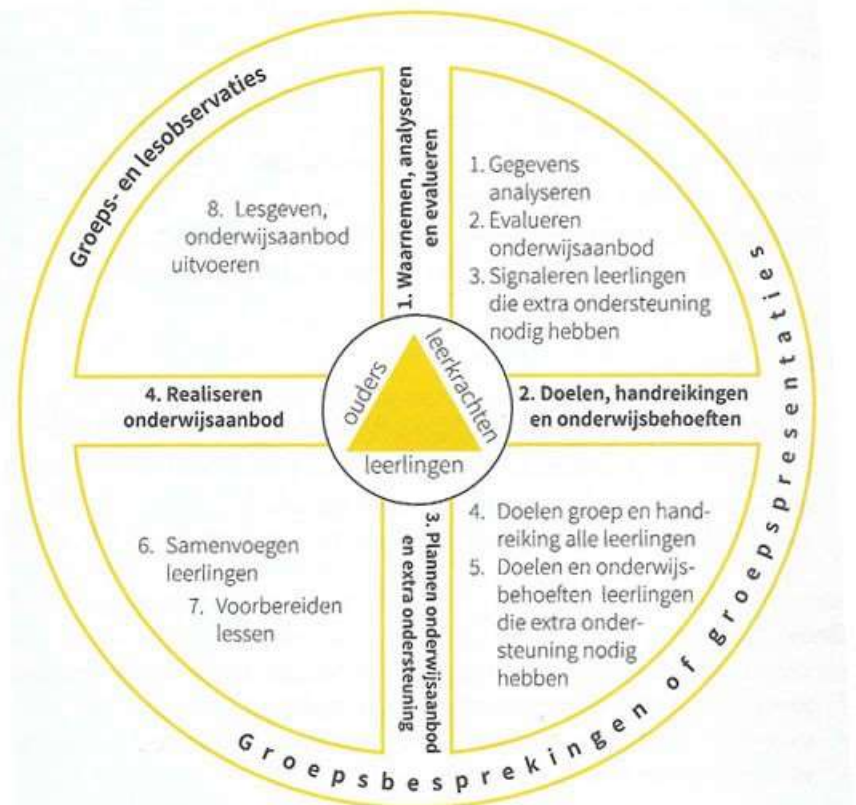 Groeps- en lesobservaties
1. Waarnemen, analyseren
en evalueren
1. Gegevens
analyseren
2. Evalueren
onderwijsaanbod
3. Signaleren leerlingen
die extra ondersteuning
nodig hebben
8. Lesgeven,
onderwijsaanbod
uitvoeren
4. Realiseren
onderwijsaanbod
ouders
leerkrachten
leerlingen
2. Doelen, handreikingen
en onderwijsbehoeften
4. Doelen groep en hand-
reiking alle leerlingen
5. Doelen en onderwijs-
behoeften leerlingen
die extra onder-
steuning nodig
hebben
3. Plannen onderwijsaanbod
en extra ondersteuning
6. Samenvoegen
leerlingen
7. Voorbereiden
lessen
Groepsbesprekingen of groepspresentaties